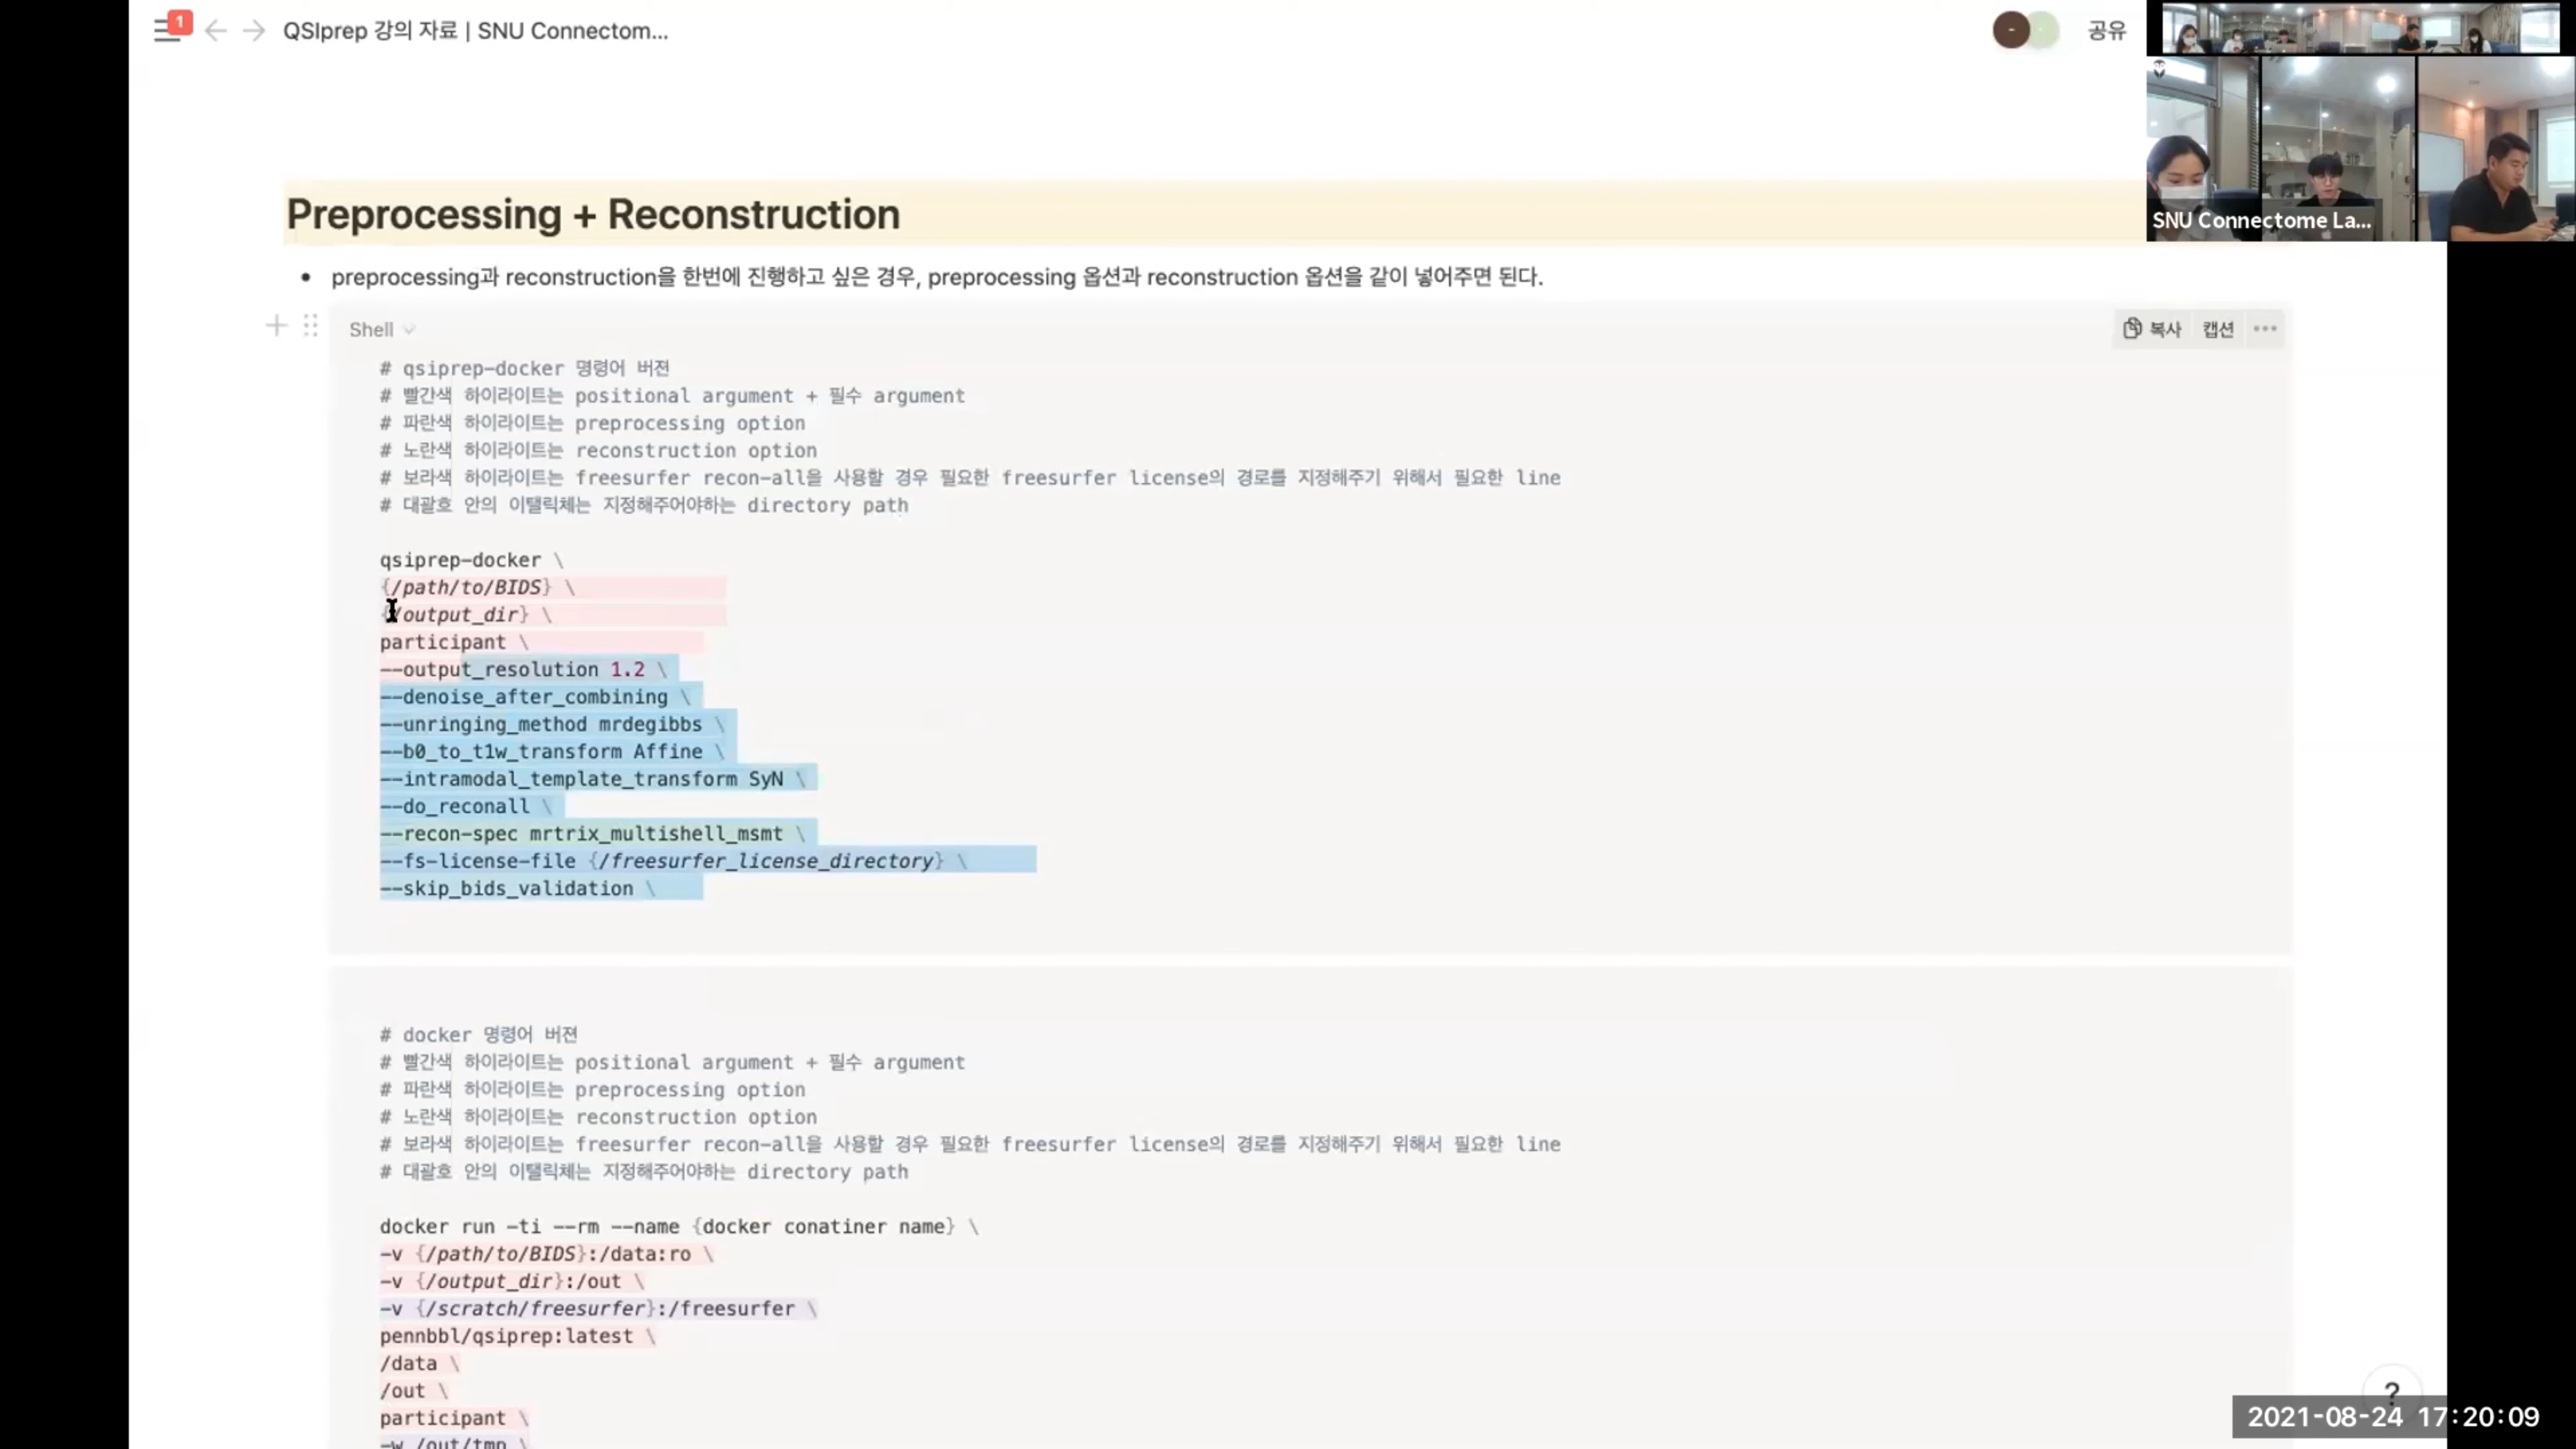 1
QSIprep 강의 자료 | SNU Connectom...
공유
SNU Connectome La...
Preprocessing + Reconstruction
• preprocessing과 reconstruction을 한번에 진행하고 싶은 경우, preprocessing 옵션과 reconstruction 옵션을 같이 넣어주면 된다.
Shell
복사 캡션
# qsiprep-docker 명령어 버젼
# 빨간색 하이라이트는 positional argument + 필수 argument
# 파란색 하이라이트는 preprocessing option
# 노란색 하이라이트는 reconstruction option
# 보라색 하이라이트는 freesurfer recon-all을 사용할 경우 필요한 freesurfer license의 경로를 지정해주기 위해서 필요한 line
# 대괄호 안의 이탤릭체는 지정해주어야하는 directory path
qsiprep-docker \
{/path/to/BIDS} \
{/output_dir} \
participant \
--output_resolution 1.2 \
--denoise_after_combining \
--unringing_method mrdegibbs \
--b0_to_t1w_transform Affine \
--intramodal_template_transform SyN \
--do_reconall \
--recon-spec mrtrix_multishell_msmt \
--fs-license-file {/freesurfer_license_directory} \
--skip_bids_validation \
# docker 명령어 버젼
# 빨간색 하이라이트는 positional argument + 필수 argument
# 파란색 하이라이트는 preprocessing option
# 노란색 하이라이트는 reconstruction option
# 보라색 하이라이트는 freesurfer recon-all을 사용할 경우 필요한 freesurfer license의 경로를 지정해주기 위해서 필요한 line
# 대괄호 안의 이탤릭체는 지정해주어야하는 directory path
docker run -ti --rm --name {docker conatiner name} \
-v {/path/to/BIDS}:/data:ro \
-v {/output_dir}:/out \
-v {/scratch/freesurfer}:/freesurfer \
pennbbl/qsiprep:latest \
/data \
/out \
participant \
-w /out/tmp \
?
2021-08-24 17:20:09